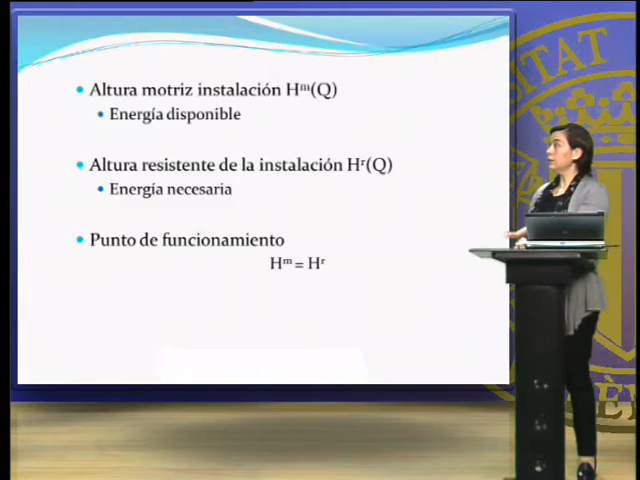 Altura motriz instalación Hᵐ(Q)
Energía disponible
Altura resistente de la instalación Hʳ(Q)
Energía necesaria
Punto de funcionamiento
Hᵐ = Hʳ
SITAT